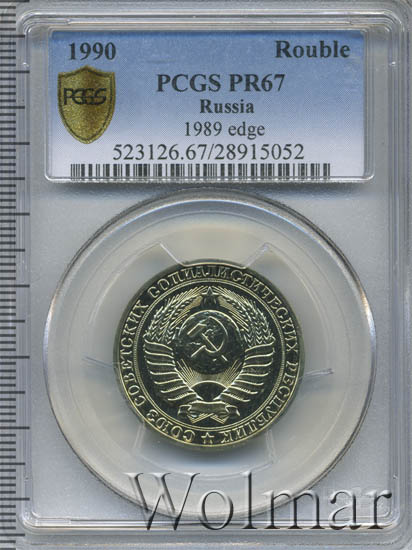 1990 Rouble
PCGS
PCGS PR67
Russia
1989 edge
523126.67/28915052
СОЮЗ СОВЕТСКИХ СОЦИАЛИСТИЧЕСКИХ РЕСПУБЛИК
Wolmar